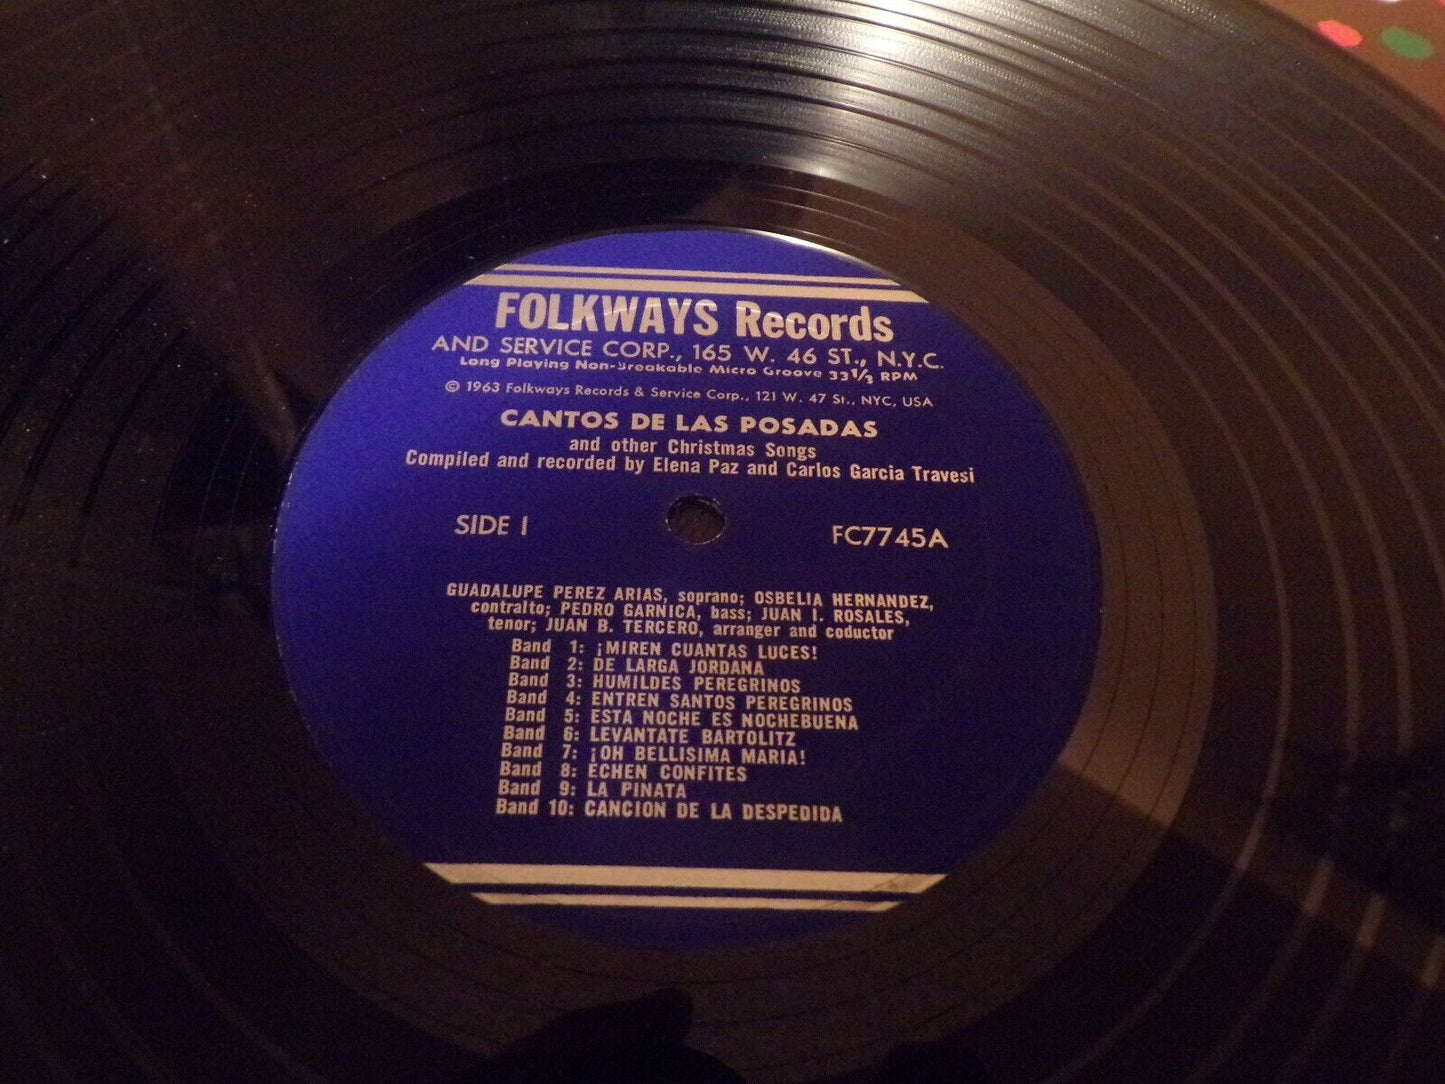 FOLKWAYS Records
AND SERVICE CORP., 165 W. 46 ST., N.Y.C.
Long Playing Non-Breakable Micro Groove 33 1/3 RPM
© 1963 Folkways Records & Service Corp., 121 W. 47 St., NYC, USA
CANTOS DE LAS POSADAS
and other Christmas Songs
Compiled and recorded by Elena Paz and Carlos Garcia Travesi
SIDE I
FC7745A
GUADALUPE PEREZ ARIAS, soprano; OSBELIA HERNANDEZ,
contralto; PEDRO GARNICA, bass; JUAN I. ROSALES,
tenor; JUAN B. TERCERO, arranger and coductor
Band 1: ¡MIREN CUANTAS LUCES!
Band 2: DE LARGA JORDANA
Band 3: HUMILDES PEREGRINOS
Band 4: ENTREN SANTOS PEREGRINOS
Band 5: ESTA NOCHE ES NOCHEBUENA
Band 6: LEVANTATE BARTOLITZ
Band 7: ¡OH BELLISIMA MARIA!
Band 8: ECHEN CONFITES
Band 9: LA PINATA
Band 10: CANCION DE LA DESPEDIDA